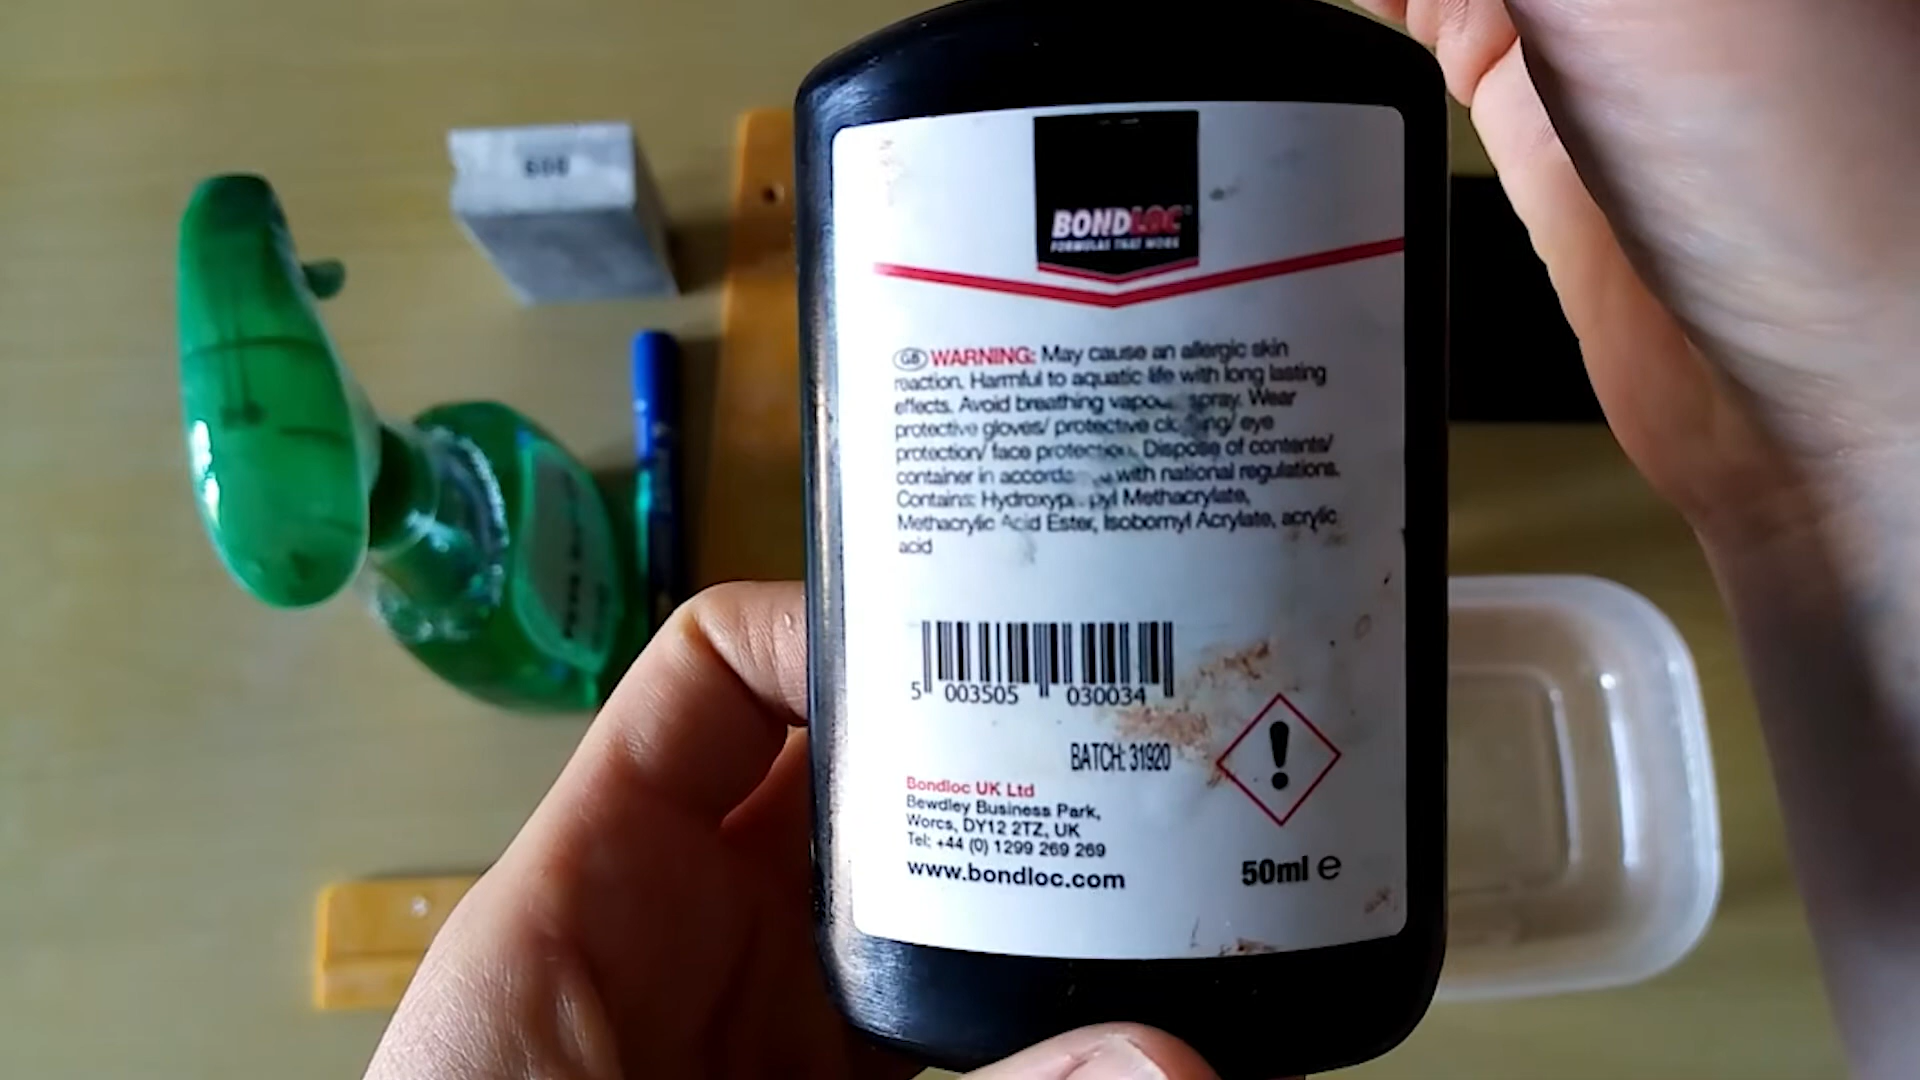 BONDLOC
FORMULAS THAT WORK
GB WARNING: May cause an allergic skin
reaction. Harmful to aquatic life with long lasting
effects. Avoid breathing spray. Wear
protective gloves/ protective eye
protection/ face protection. Dispose of contents/
container in with national regulations.
Contains: Methacrylate,
Methacrylic Acid Ester, Isobornyl Acrylate, acrylic
acid
5 003505 030034
BATCH: 31920
Bondloc UK Ltd
Bewdley Business Park,
Worcs, DY12 2TZ, UK
Tel: +44 (0) 1299 269 269
www.bondloc.com
50ml e